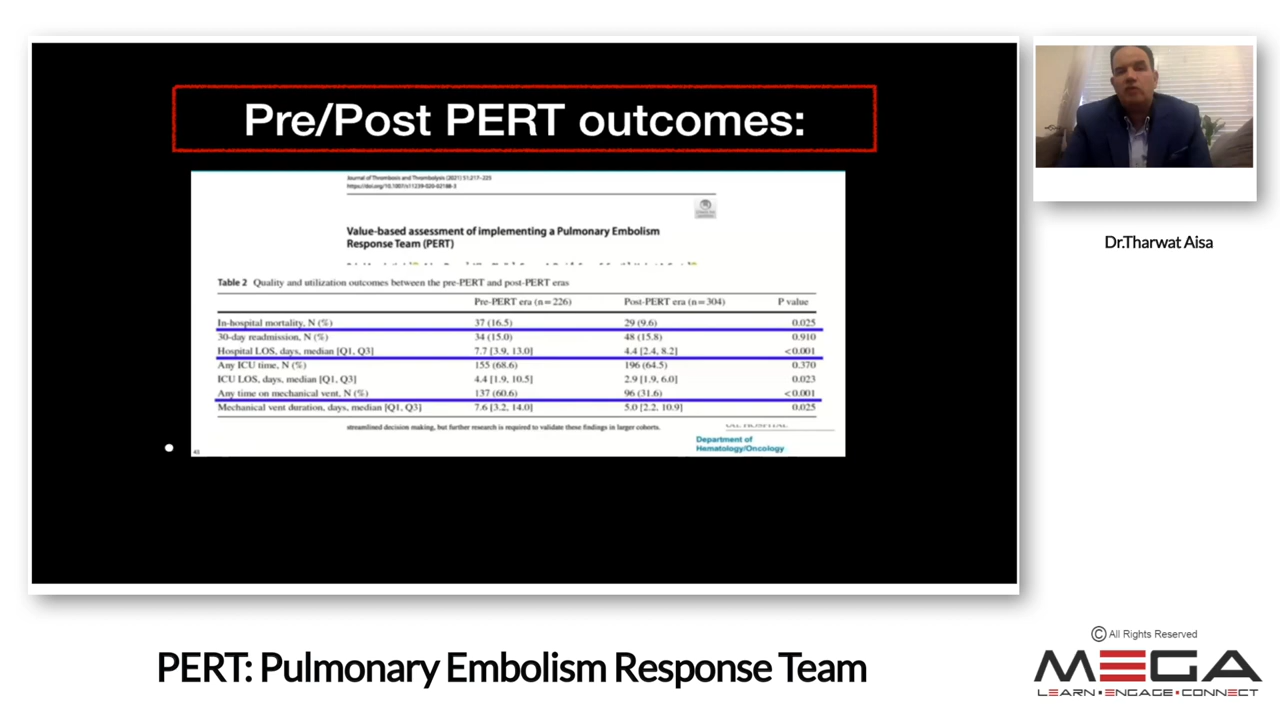 Pre/Post PERT outcomes:
Journal of Thrombosis and Thrombolysis (2021) 51:217–225
https://doi.org/10.1007/s11239-020-02188-3
Value-based assessment of implementing a Pulmonary Embolism
Response Team (PERT)
Table 2 Quality and utilization outcomes between the pre-PERT and post-PERT eras
Pre-PERT era (n=226) Post-PERT era (n=304) P value
In-hospital mortality, N (%) 37 (16.5) 29 (9.6) 0.025
30-day readmission, N (%) 34 (15.0) 48 (15.8) 0.910
Hospital LOS, days, median [Q1, Q3] 7.7 [3.9, 13.0] 4.4 [2.4, 8.2] <0.001
Any ICU time, N (%) 155 (68.6) 196 (64.5) 0.370
ICU LOS, days, median [Q1, Q3] 4.4 [1.9, 10.5] 2.9 [1.9, 6.0] 0.023
Any time on mechanical vent, N (%) 137 (60.6) 96 (31.6) <0.001
Mechanical vent duration, days, median [Q1, Q3] 7.6 [3.2, 14.0] 5.0 [2.2, 10.9] 0.025
streamlined decision making, but further research is required to validate these findings in larger cohorts.
Department of
Hematology/Oncology
Dr.Tharwat Aisa
PERT: Pulmonary Embolism Response Team
© All Rights Reserved
MEGA
LEARN • ENGAGE • CONNECT